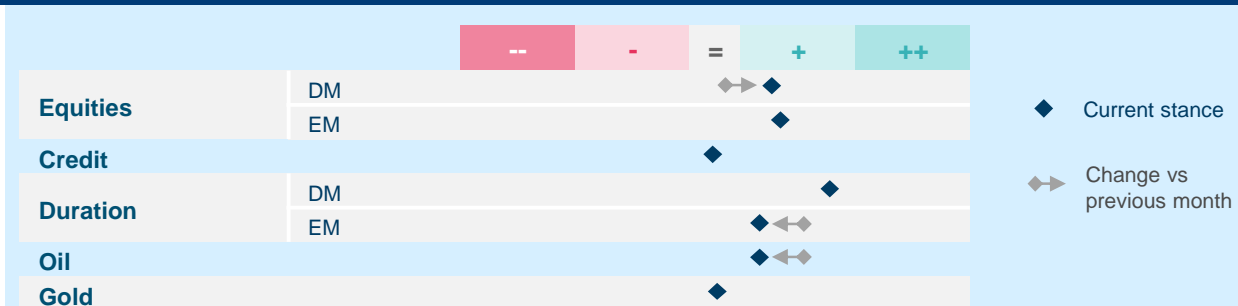 -- - = + ++
Equities DM
EM
Credit
Duration DM
EM
Oil
Gold
Current stance
Change vs
previous month